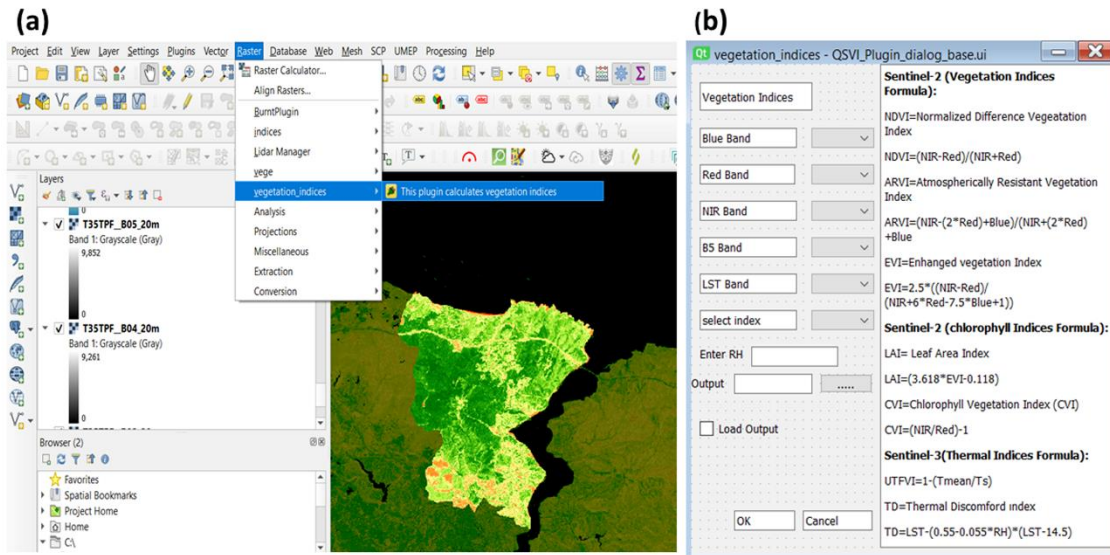 (a)
Project Edit View Layer Settings Plugins Vector Raster Database Web Mesh SCP UMEP Processing Help
Raster Calculator...
Align Rasters...
BurntPlugin
indices
Lidar Manager
vege
vegetation_indices
This plugin calculates vegetation indices
Analysis
Projections
Miscellaneous
Extraction
Conversion
Layers
0
T35TPF_B05_20m
Band 1: Grayscale (Gray)
9,852
0
T35TPF_B04_20m
Band 1: Grayscale (Gray)
9,261
0
Browser (2)
Favorites
Spatial Bookmarks
Project Home
Home
C:\
(b)
vegetation_indices - QSVI_Plugin_dialog_base.ui
Vegetation Indices
Blue Band
Red Band
NIR Band
B5 Band
LST Band
select index
Enter RH
Output
.....
Load Output
OK
Cancel
Sentinel-2 (Vegetation Indices
Formula):
NDVI=Normalized Difference Vegeatation
Index
NDVI=(NIR-Red)/(NIR+Red)
ARVI=Atmospherically Resistant Vegetation
Index
ARVI=(NIR-(2*Red)+Blue)/(NIR+(2*Red)
+Blue
EVI=Enhanged vegetation Index
EVI=2.5*((NIR-Red)/
(NIR+6*Red-7.5*Blue+1))
Sentinel-2 (chlorophyll Indices Formula):
LAI= Leaf Area Index
LAI=(3.618*EVI-0.118)
CVI=Chlorophyll Vegetation Index (CVI)
CVI=(NIR/Red)-1
Sentinel-3(Thermal Indices Formula):
UTFVI=1-(Tmean/Ts)
TD=Thermal Discomford ındex
TD=LST-(0.55-0.055*RH)*(LST-14.5)